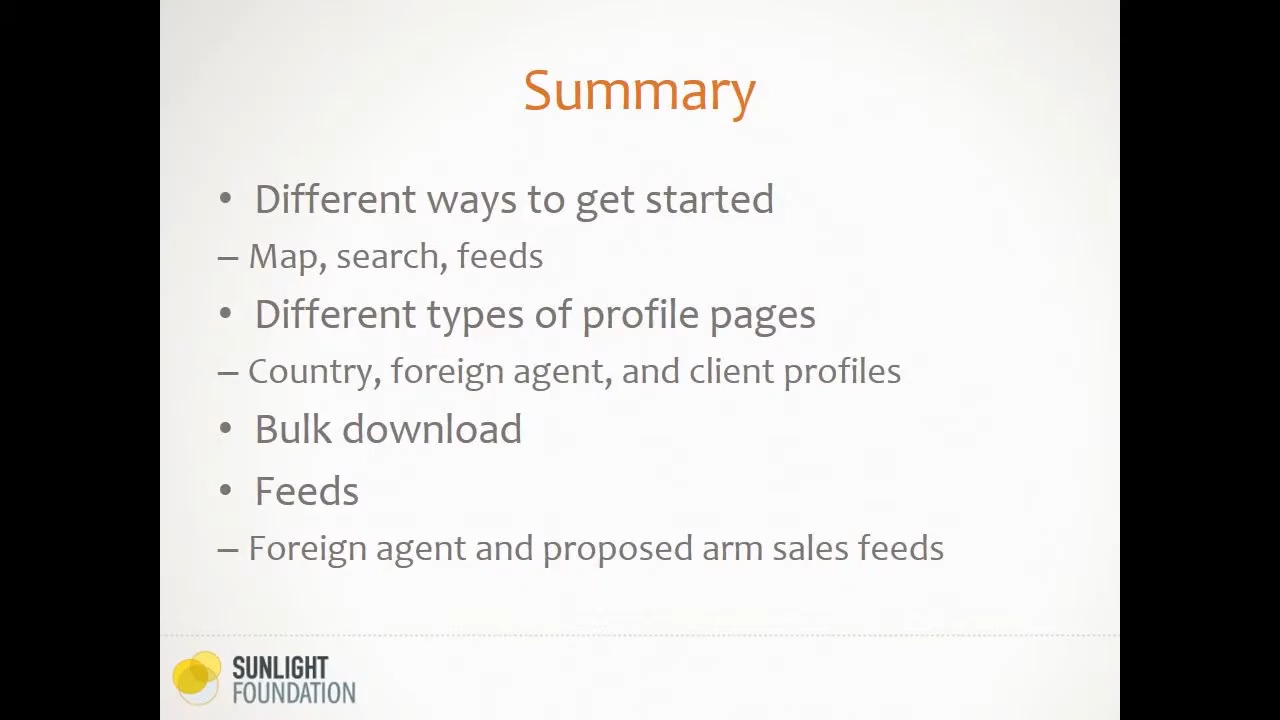 Summary
• Different ways to get started
– Map, search, feeds
• Different types of profile pages
– Country, foreign agent, and client profiles
• Bulk download
• Feeds
– Foreign agent and proposed arm sales feeds
SUNLIGHT
FOUNDATION